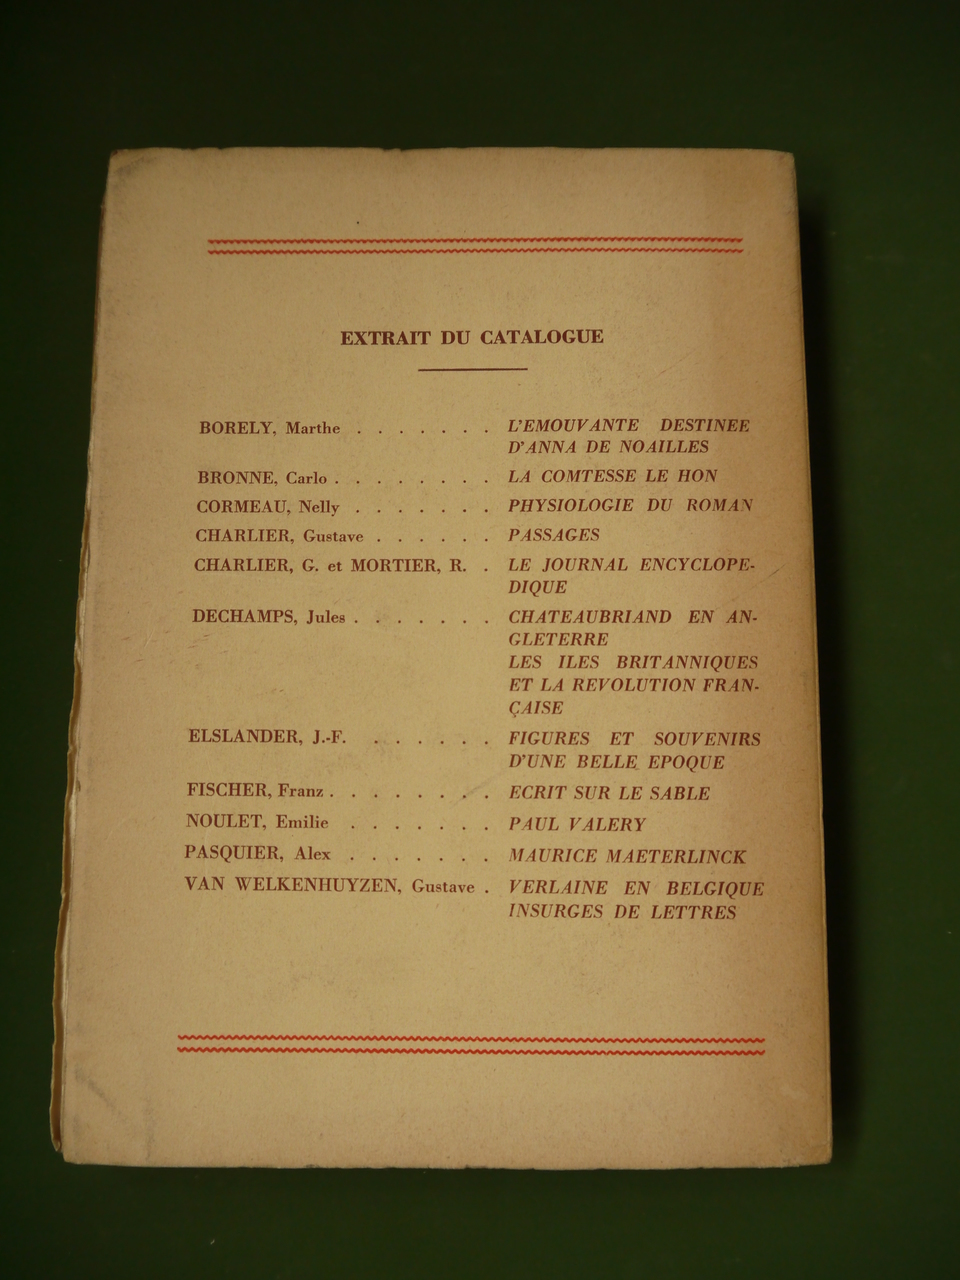 EXTRAIT DU CATALOGUE
BORELY, Marthe . . . . . . . L'EMOUVANTE DESTINEE
D'ANNA DE NOAILLES
BRONNE, Carlo . . . . . . . . LA COMTESSE LE HON
CORMEAU, Nelly . . . . . . . PHYSIOLOGIE DU ROMAN
CHARLIER, Gustave . . . . . . PASSAGES
CHARLIER, G. et MORTIER, R. . LE JOURNAL ENCYCLOPE-
DIQUE
DECHAMPS, Jules . . . . . . . CHATEAUBRIAND EN AN-
GLETERRE
LES ILES BRITANNIQUES
ET LA REVOLUTION FRAN-
ÇAISE
ELSLANDER, J.-F. . . . . . . FIGURES ET SOUVENIRS
D'UNE BELLE EPOQUE
FISCHER, Franz . . . . . . . . ECRIT SUR LE SABLE
NOULET, Emilie . . . . . . . PAUL VALERY
PASQUIER, Alex . . . . . . . MAURICE MAETERLINCK
VAN WELKENHUYZEN, Gustave . VERLAINE EN BELGIQUE
INSURGES DE LETTRES